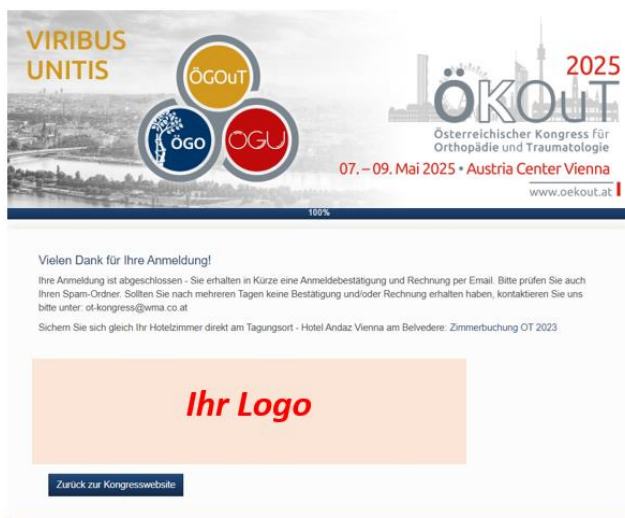 VIRIBUS
UNITIS
ÖGOuT
ÖGO
ÖGU
2025
ÖKOuT
Österreichischer Kongress für
Orthopädie und Traumatologie
07. – 09. Mai 2025 • Austria Center Vienna
www.oekout.at
100%
Vielen Dank für Ihre Anmeldung!
Ihre Anmeldung ist abgeschlossen - Sie erhalten in Kürze eine Anmeldebestätigung und Rechnung per Email. Bitte prüfen Sie auch
Ihren Spam-Ordner. Sollten Sie nach mehreren Tagen keine Bestätigung und/oder Rechnung erhalten haben, kontaktieren Sie uns
bitte unter: ot-kongress@wma.co.at
Sichern Sie sich gleich Ihr Hotelzimmer direkt am Tagungsort - Hotel Andaz Vienna am Belvedere: Zimmerbuchung OT 2023
Ihr Logo
Zurück zur Kongresswebsite